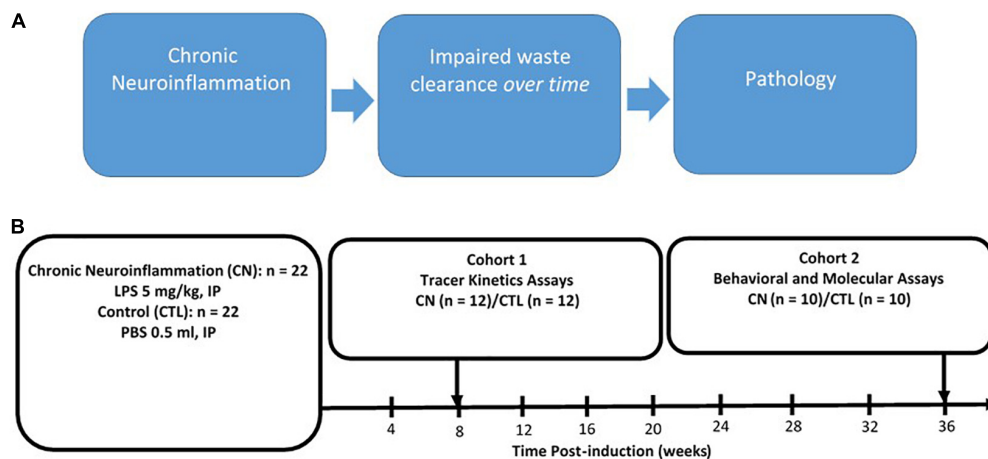 A
Chronic
Neuroinflammation
Impaired waste
clearance over time
Pathology
B
Chronic Neuroinflammation (CN): n = 22
LPS 5 mg/kg, IP
Control (CTL): n = 22
PBS 0.5 ml, IP
Cohort 1
Tracer Kinetics Assays
CN (n = 12)/CTL (n = 12)
Cohort 2
Behavioral and Molecular Assays
CN (n = 10)/CTL (n = 10)
4 8 12 16 20 24 28 32 36
Time Post-induction (weeks)